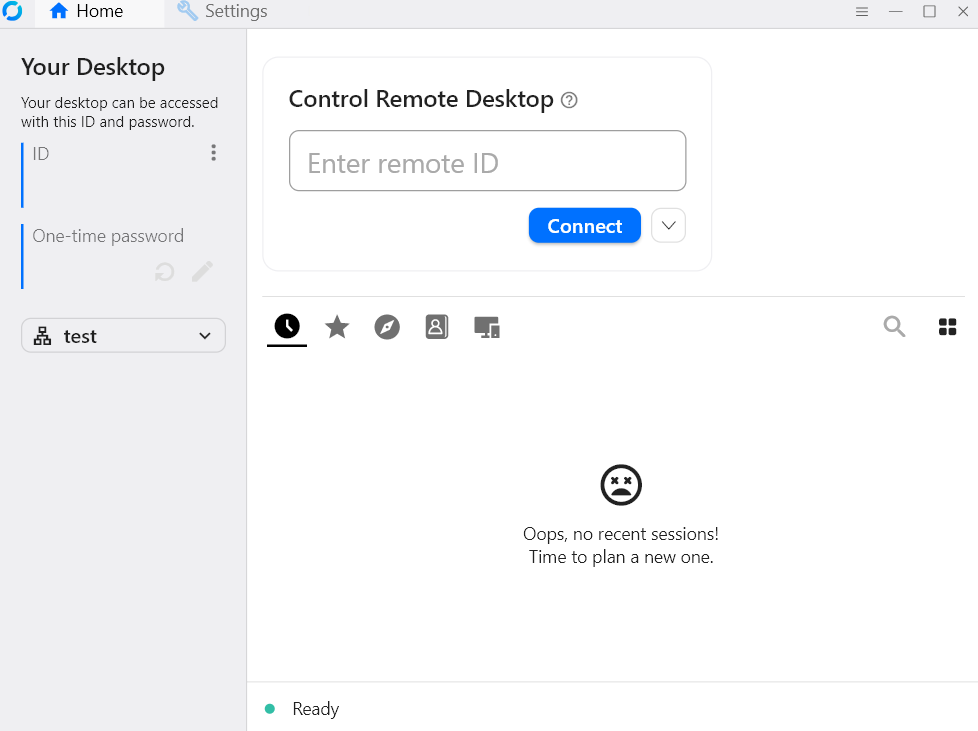 Home
Settings
Your Desktop
Your desktop can be accessed
with this ID and password.
ID
One-time password
test
Control Remote Desktop
Enter remote ID
Connect
Oops, no recent sessions!
Time to plan a new one.
Ready